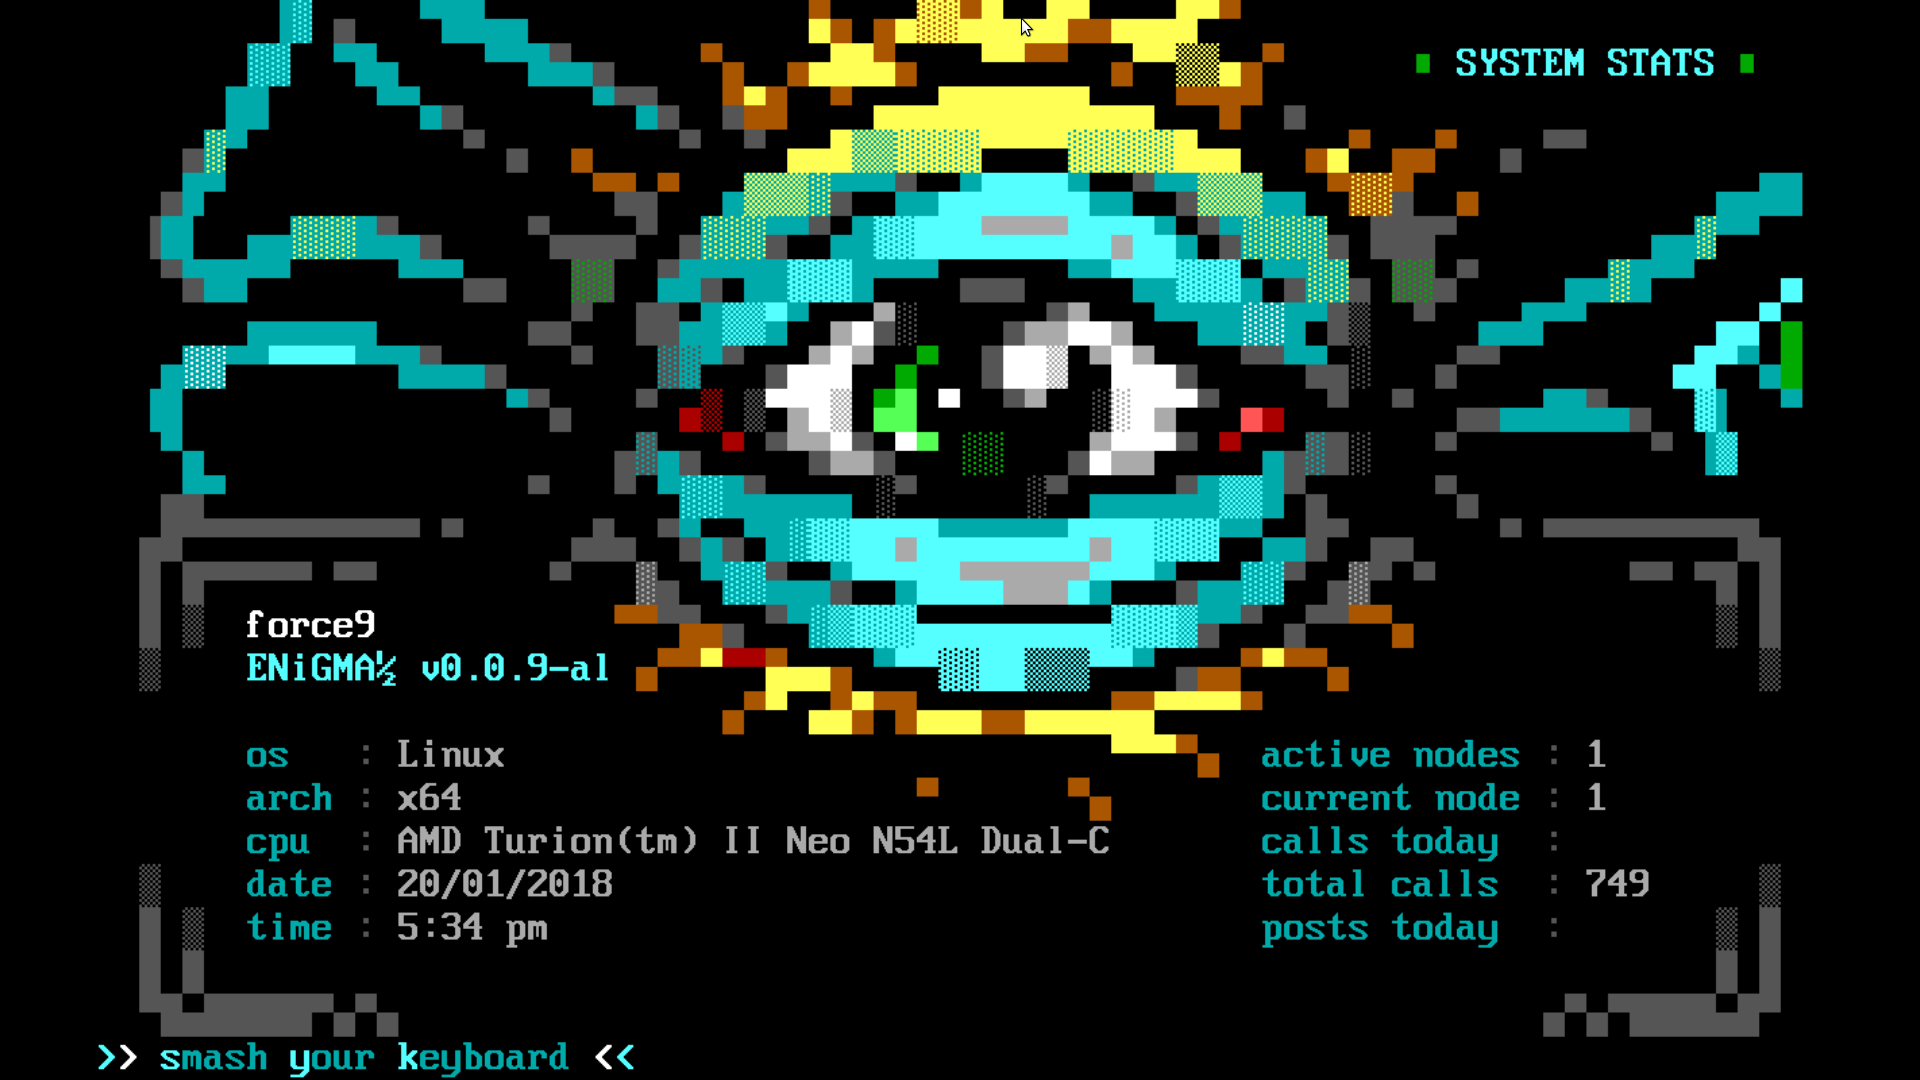 SYSTEM STATS
force9
ENiGMA½ v0.0.9-al
os : Linux
arch : x64
cpu : AMD Turion(tm) II Neo N54L Dual-C
date : 20/01/2018
time : 5:34 pm
active nodes : 1
current node : 1
calls today :
total calls : 749
posts today :
>> smash your keyboard <<